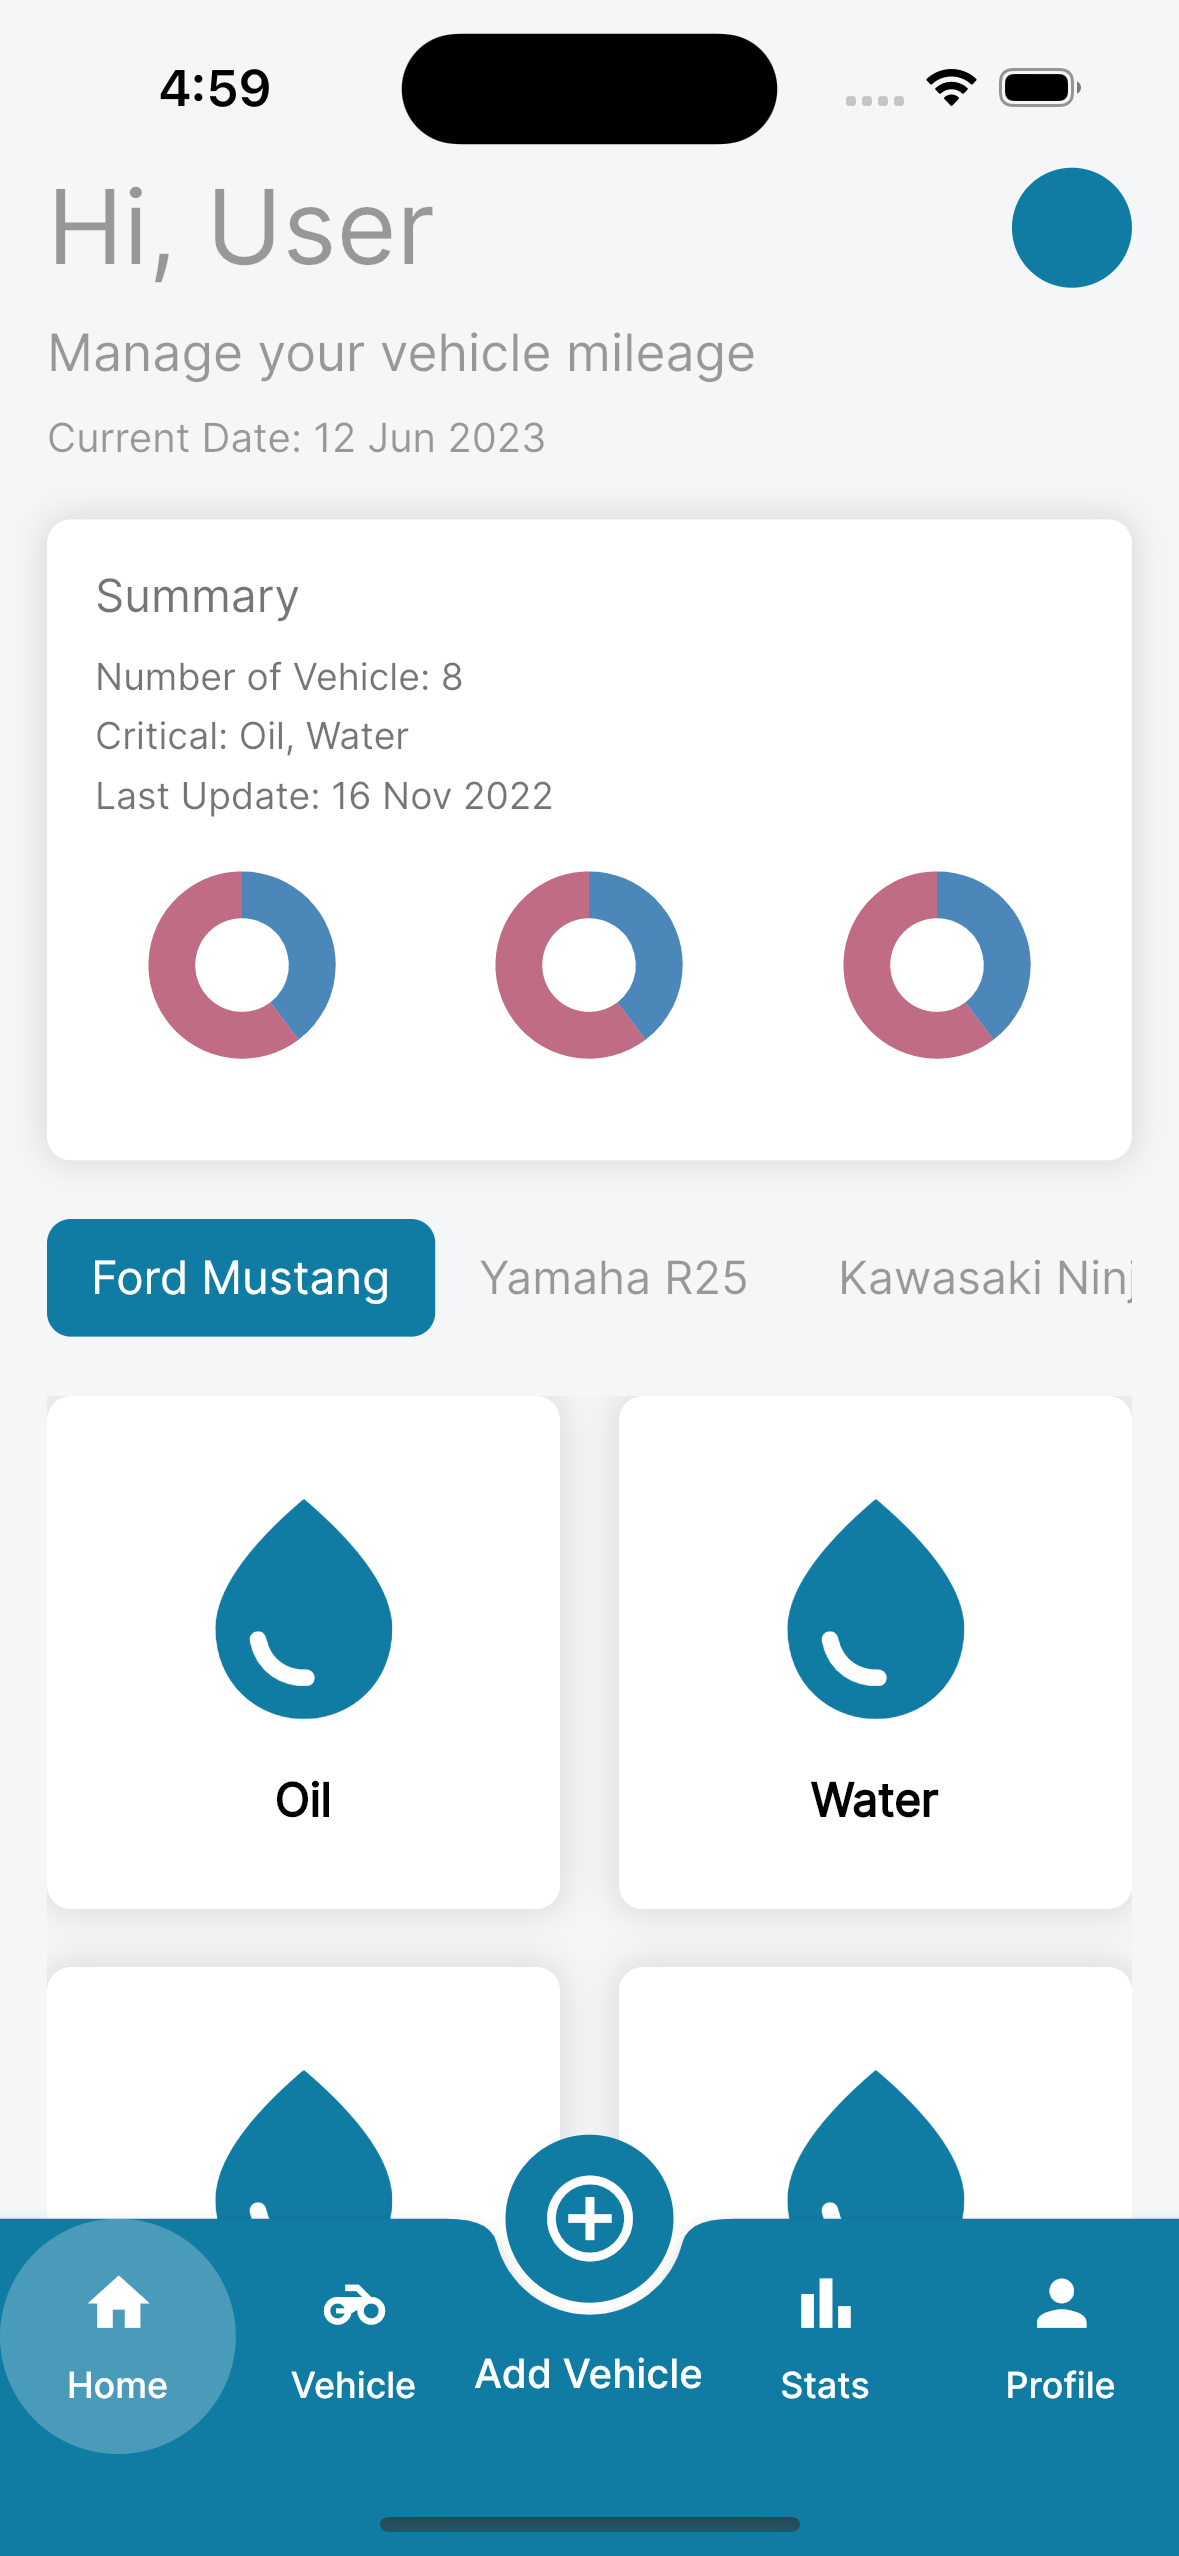 4:59
Hi, User
Manage your vehicle mileage
Current Date: 12 Jun 2023
Summary
Number of Vehicle: 8
Critical: Oil, Water
Last Update: 16 Nov 2022
Ford Mustang Yamaha R25 Kawasaki Ninj
Oil Water
Home Vehicle Add Vehicle Stats Profile